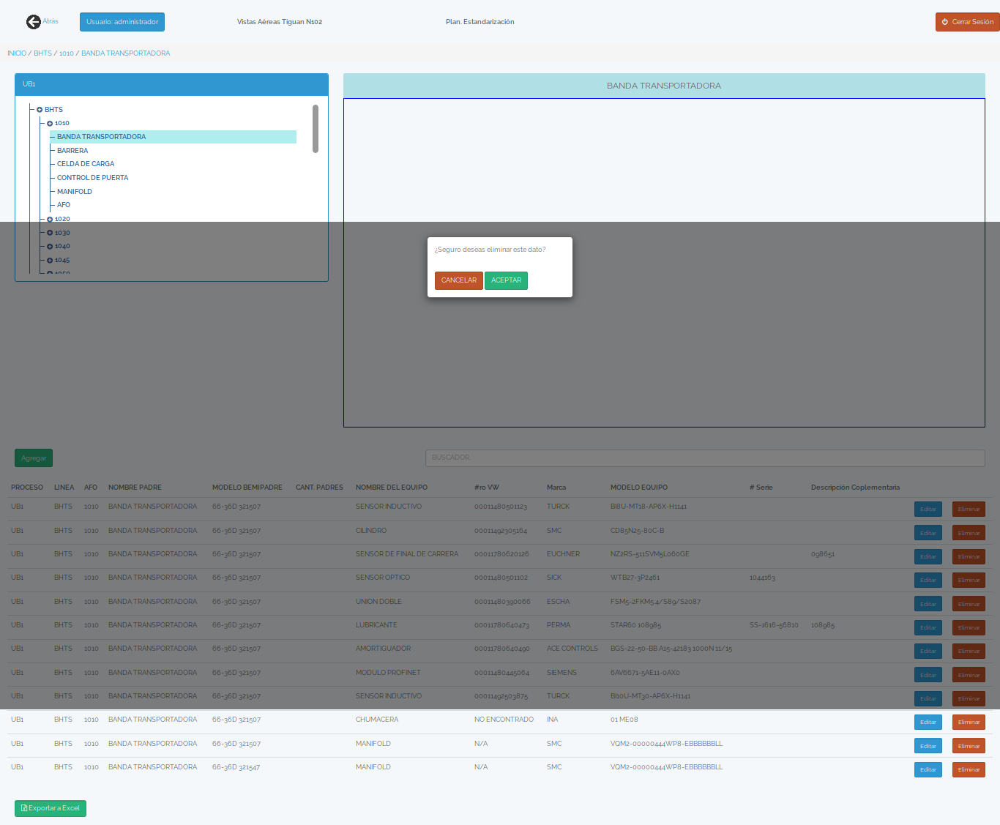 Atrás Usuario: administrador Vistas Aéreas Tiguan N102 Plan. Estandarización Cerrar Sesión
INICIO / BHTS / 1010 / BANDA TRANSPORTADORA
UB1
BHTS
1010
BANDA TRANSPORTADORA
BARRERA
CELDA DE CARGA
CONTROL DE PUERTA
MANIFOLD
AFO
1020
1030
1040
1045
1050
BANDA TRANSPORTADORA
¿Seguro deseas eliminar este dato?
CANCELAR ACEPTAR
Agregar BUSCADOR
PROCESO LINEA AFO NOMBRE PADRE MODELO BEMIPADRE CANT. PADRES NOMBRE DEL EQUIPO #ro VW Marca MODELO EQUIPO # Serie Descripción Coplementaria
UB1 BHTS 1010 BANDA TRANSPORTADORA 66-36D 321507 SENSOR INDUCTIVO 00011480501123 TURCK BI8U-MT18-AP6X-H1141 Editar Eliminar
UB1 BHTS 1010 BANDA TRANSPORTADORA 66-36D 321507 CILINDRO 00011492305164 SMC CD85N25-80C-B Editar Eliminar
UB1 BHTS 1010 BANDA TRANSPORTADORA 66-36D 321507 SENSOR DE FINAL DE CARRERA 00011780620126 EUCHNER NZ2RS-511SVM5L060GE 098651 Editar Eliminar
UB1 BHTS 1010 BANDA TRANSPORTADORA 66-36D 321507 SENSOR OPTICO 00011480501102 SICK WTB27-3P2461 1044163 Editar Eliminar
UB1 BHTS 1010 BANDA TRANSPORTADORA 66-36D 321507 UNION DOBLE 00011480390066 ESCHA FSM5-2FKM5.4/S89/S2087 Editar Eliminar
UB1 BHTS 1010 BANDA TRANSPORTADORA 66-36D 321507 LUBRICANTE 00011780640473 PERMA STAR60 108985 SS-1616-56810 108985 Editar Eliminar
UB1 BHTS 1010 BANDA TRANSPORTADORA 66-36D 321507 AMORTIGUADOR 00011780640490 ACE CONTROLS BGS-22-50-BB A15-42183 1000N 11/15 Editar Eliminar
UB1 BHTS 1010 BANDA TRANSPORTADORA 66-36D 321507 MODULO PROFINET 00011480445064 SIEMENS 6AV6671-5AE11-0AX0 Editar Eliminar
UB1 BHTS 1010 BANDA TRANSPORTADORA 66-36D 321507 SENSOR INDUCTIVO 00011492503875 TURCK BI10U-MT30-AP6X-H1141 Editar Eliminar
UB1 BHTS 1010 BANDA TRANSPORTADORA 66-36D 321507 CHUMACERA NO ENCONTRADO INA 01 ME08 Editar Eliminar
UB1 BHTS 1010 BANDA TRANSPORTADORA 66-36D 321507 MANIFOLD N/A SMC VQM2-00000444WP8-EBBBBBBLL Editar Eliminar
UB1 BHTS 1010 BANDA TRANSPORTADORA 66-36D 321547 MANIFOLD N/A SMC VQM2-00000444WP8-EBBBBBBLL Editar Eliminar
Exportar a Excel